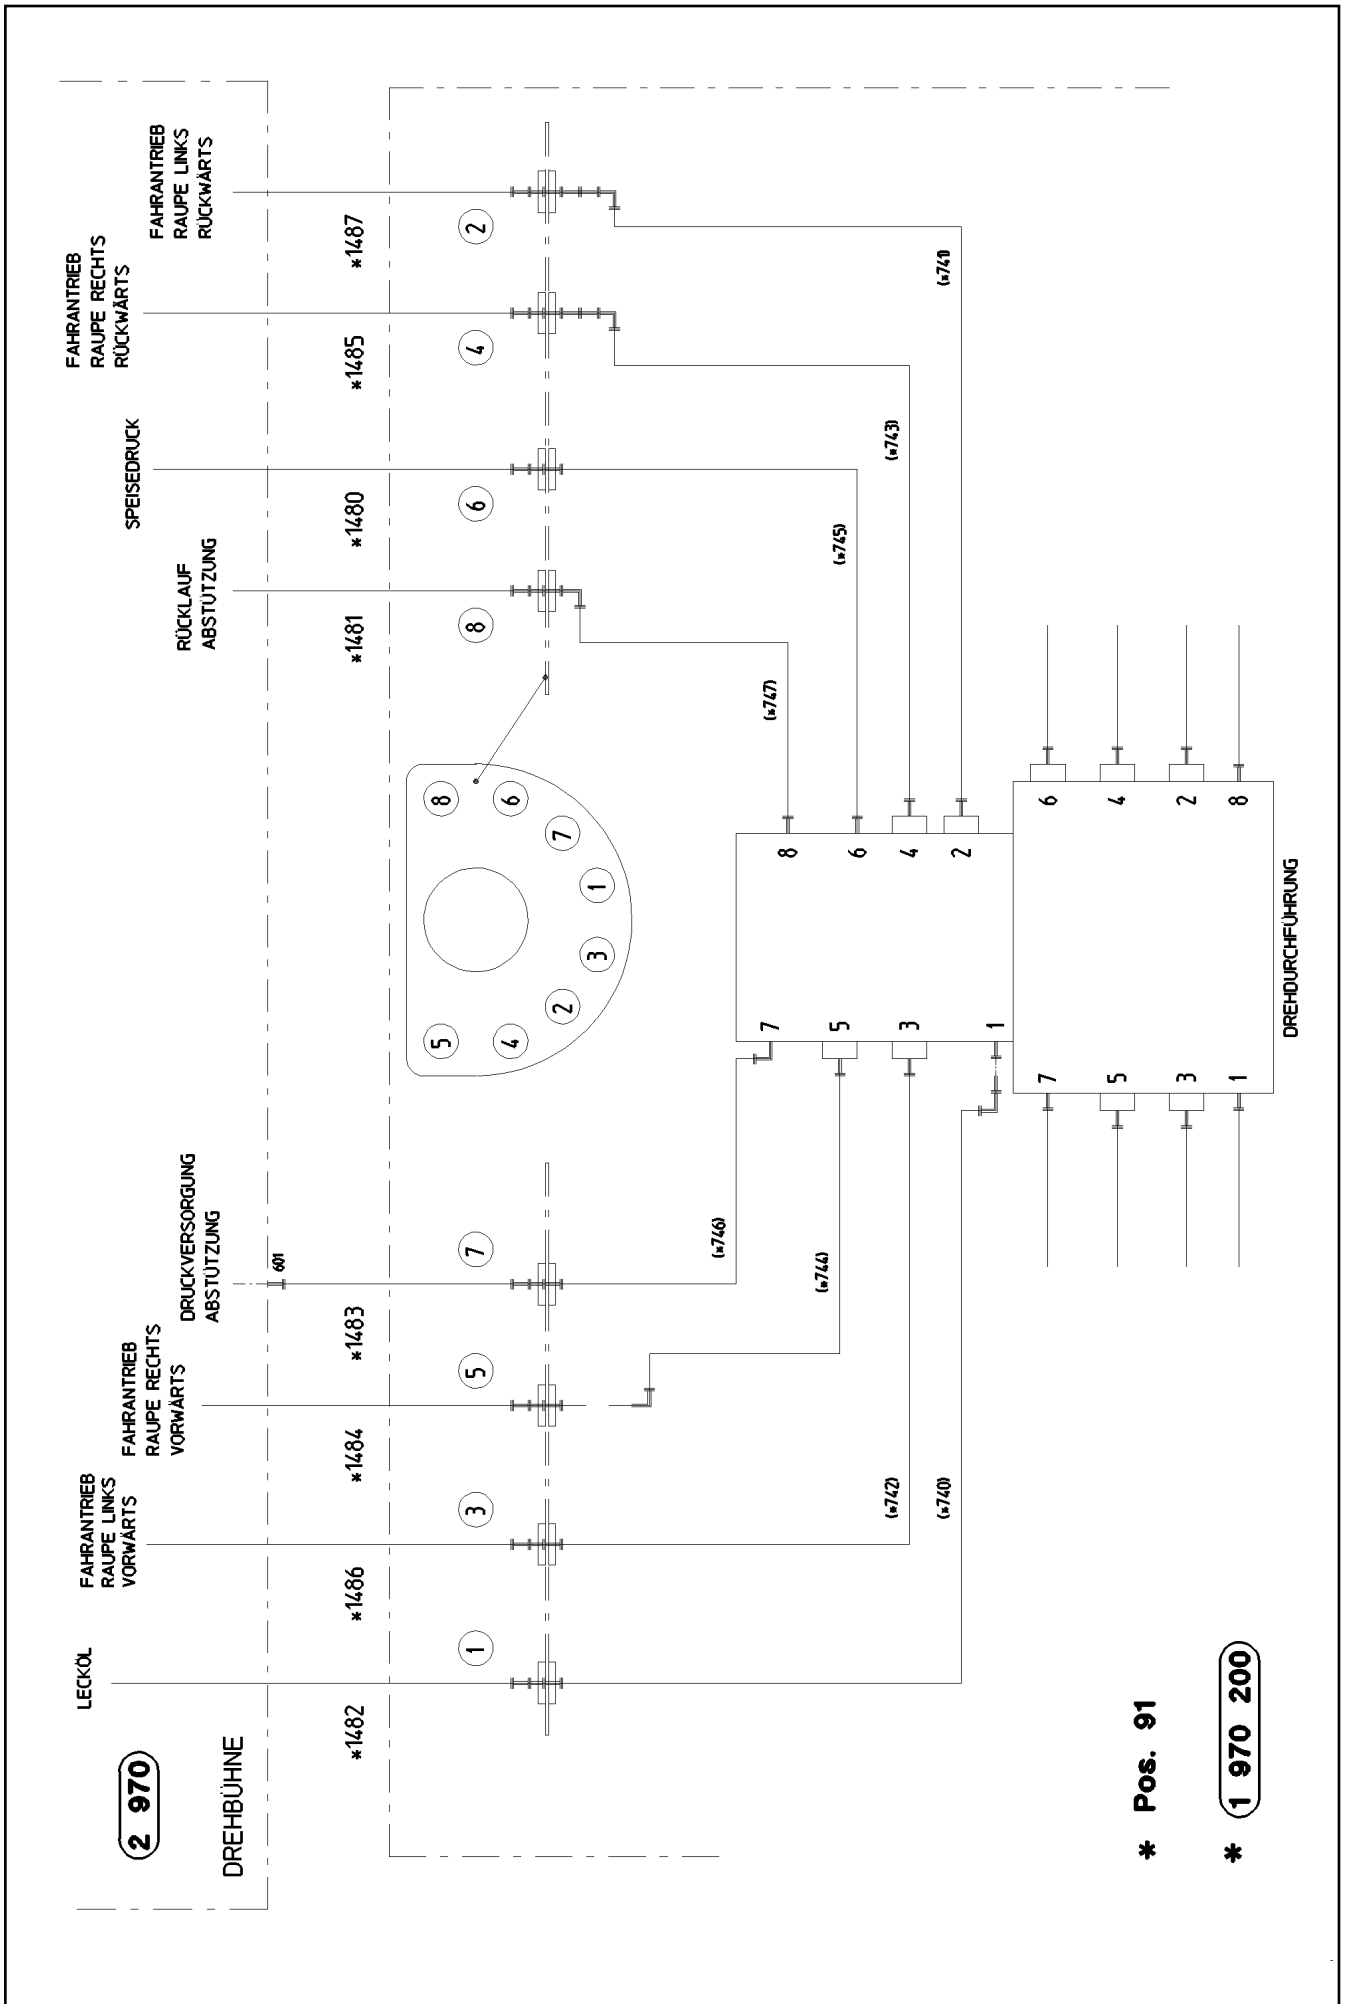 2 970
DREHBÜHNE
LECKÖL
FAHRANTRIEB
RAUPE LINKS
VORWÄRTS
FAHRANTRIEB
RAUPE RECHTS
VORWÄRTS
DRUCKVERSORGUNG
ABSTÜTZUNG
601
RÜCKLAUF
ABSTÜTZUNG
SPEISEDRUCK
FAHRANTRIEB
RAUPE RECHTS
RÜCKWÄRTS
FAHRANTRIEB
RAUPE LINKS
RÜCKWÄRTS
*1482
*1486
*1484
*1483
*1481
*1480
*1485
*1487
1
3
5
7
8
6
4
2
5
8
4
6
2
7
3
1
(*746)
(*744)
(*742)
(*740)
(*747)
(*745)
(*743)
(*741)
7
8
5
6
3
4
1
2
7
6
5
4
3
2
1
8
DREHDURCHFÜHRUNG
* Pos. 91
* 1 970 200